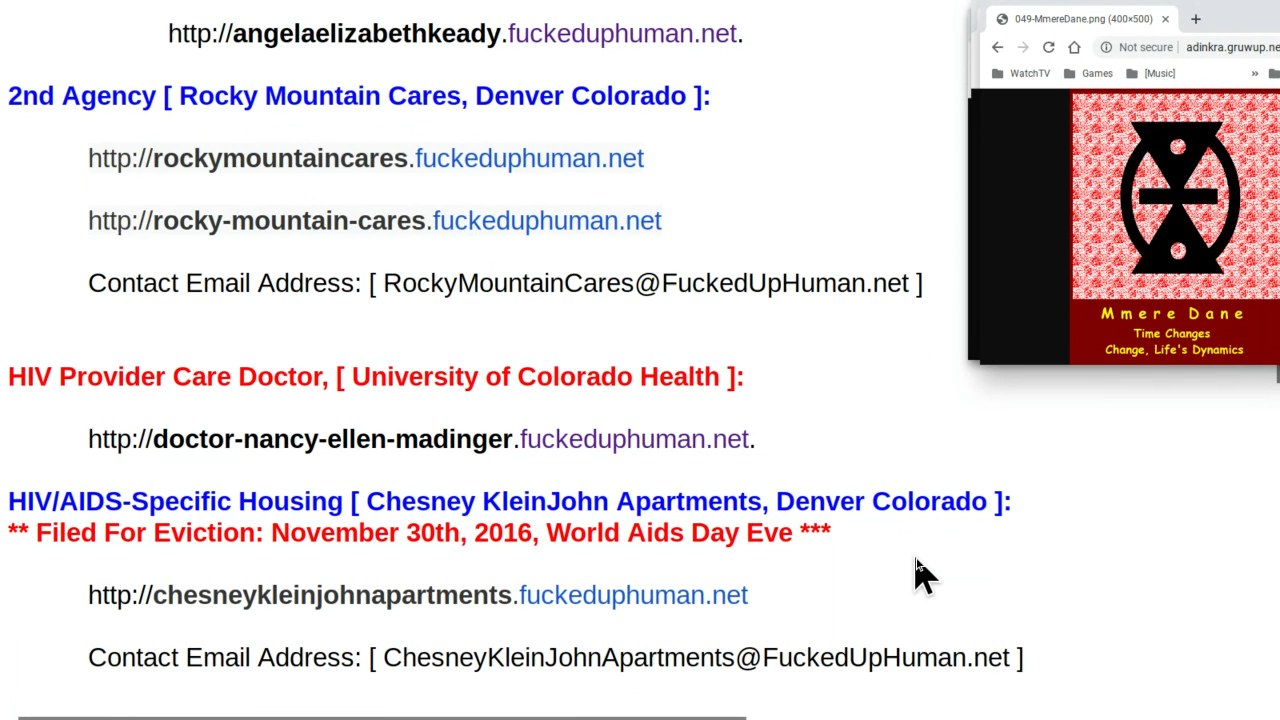 http://angelaelizabethkeady.fuckeduphuman.net.
2nd Agency [ Rocky Mountain Cares, Denver Colorado ]:
http://rockymountaincares.fuckeduphuman.net
http://rocky-mountain-cares.fuckeduphuman.net
Contact Email Address: [ RockyMountainCares@FuckedUpHuman.net ]
HIV Provider Care Doctor, [ University of Colorado Health ]:
http://doctor-nancy-ellen-madinger.fuckeduphuman.net.
HIV/AIDS-Specific Housing [ Chesney KleinJohn Apartments, Denver Colorado ]:
** Filed For Eviction: November 30th, 2016, World Aids Day Eve ***
http://chesneykleinjohnapartments.fuckeduphuman.net
Contact Email Address: [ ChesneyKleinJohnApartments@FuckedUpHuman.net ]
049-MmereDane.png (400×500)
Not secure adinkra.gruwup.ne
WatchTV Games [Music] »
Mmere Dane
Time Changes
Change, Life's Dynamics